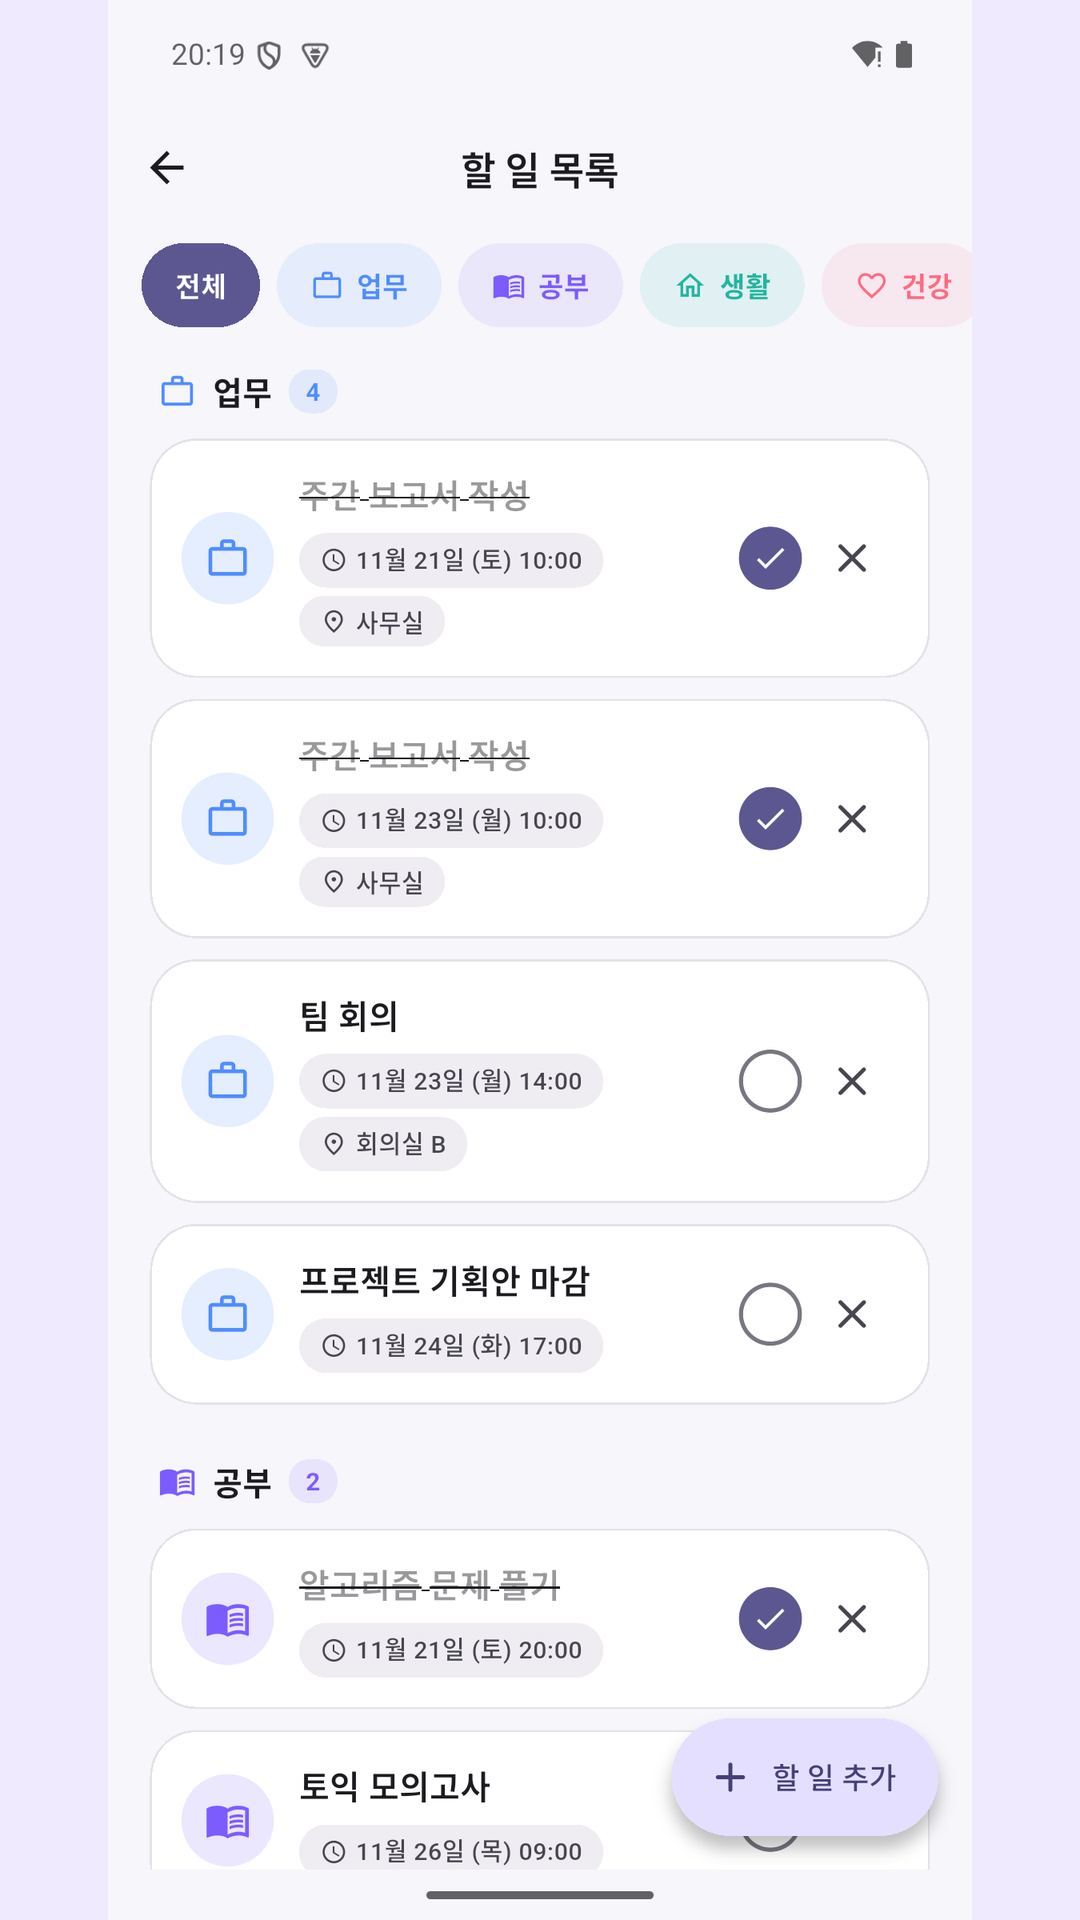 20:19
할 일 목록
전체 업무 공부 생활 건강
업무 4
주간 보고서 작성
11월 21일 (토) 10:00
사무실
주간 보고서 작성
11월 23일 (월) 10:00
사무실
팀 회의
11월 23일 (월) 14:00
회의실 B
프로젝트 기획안 마감
11월 24일 (화) 17:00
공부 2
알고리즘 문제 풀기
11월 21일 (토) 20:00
토익 모의고사
11월 26일 (목) 09:00
할 일 추가